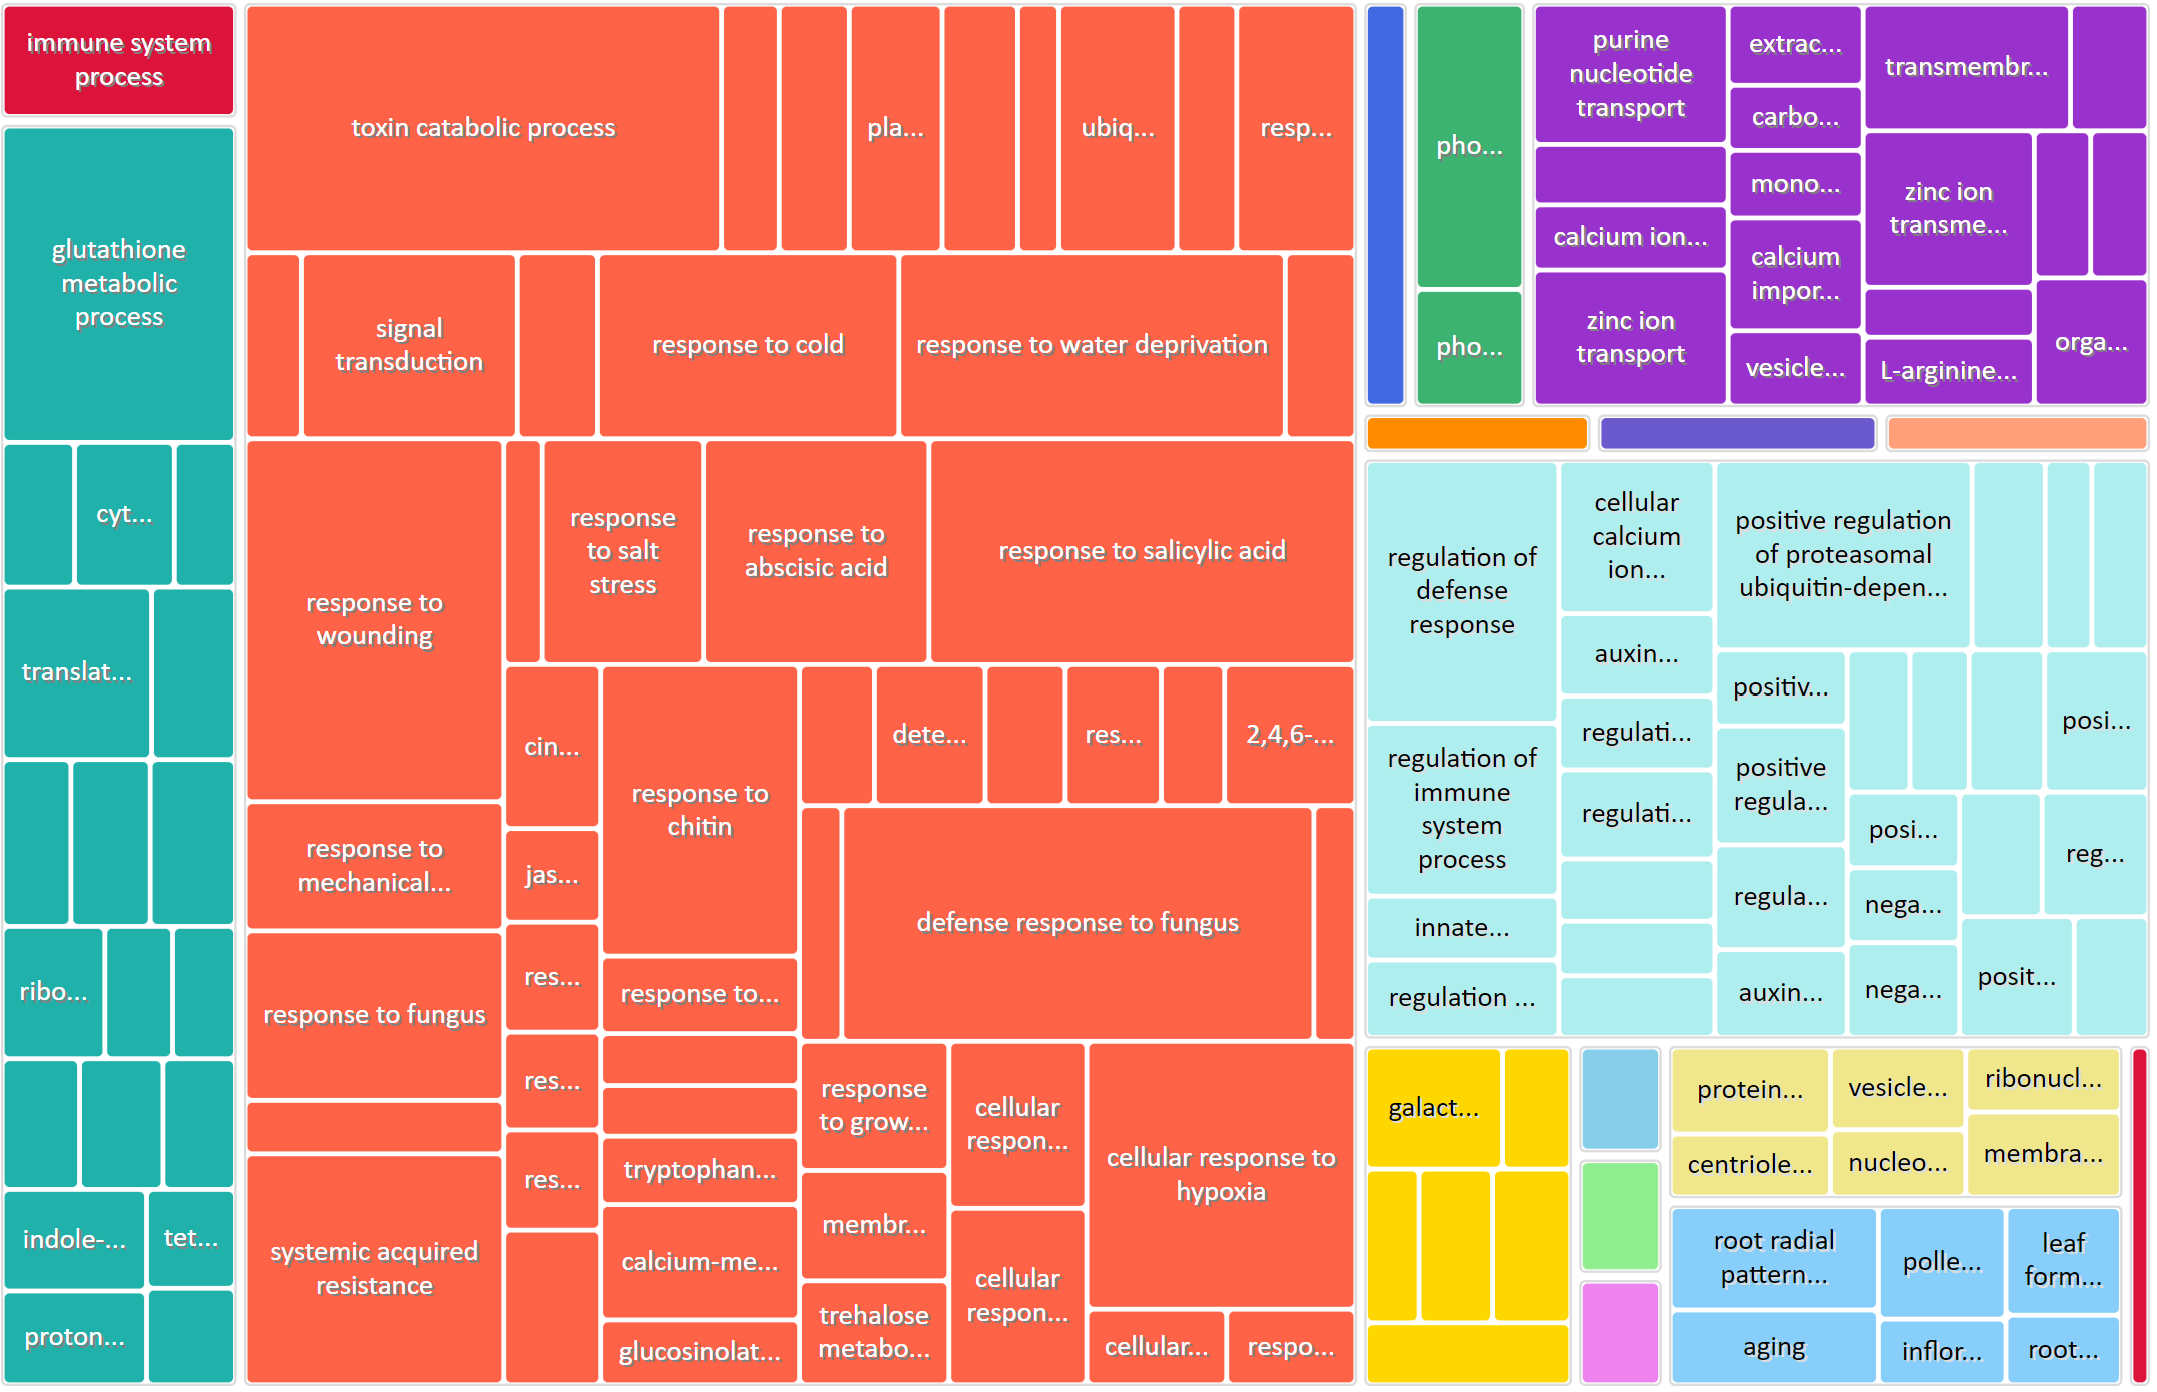 immune system
process
glutathione
metabolic
process
cyt...
translat...
ribo...
indole-...
tet...
proton...
toxin catabolic process
pla...
ubiq...
resp...
signal
transduction
response to cold
response to water deprivation
response to
wounding
response
to salt
stress
response to
abscisic acid
response to salicylic acid
response to
mechanical...
response to fungus
systemic acquired
resistance
cin...
jas...
res...
res...
res...
response to
chitin
response to...
tryptophan...
calcium-me...
glucosinolat...
dete...
res...
2,4,6-...
defense response to fungus
response
to grow...
membr...
trehalose
metabo...
cellular
respon...
cellular
respon...
cellular response to
hypoxia
cellular...
respo...
pho...
pho...
purine
nucleotide
transport
calcium ion...
zinc ion
transport
extrac...
carbo...
mono...
calcium
impor...
vesicle...
transmembr...
zinc ion
transme...
L-arginine...
orga...
regulation of
defense
response
regulation of
immune
system
process
innate...
regulation ...
cellular
calcium
ion...
auxin...
regulati...
regulati...
positive regulation
of proteasomal
ubiquitin-depen...
positiv...
positive
regula...
regula...
auxin...
posi...
posi...
nega...
nega...
reg...
posit...
galact...
protein...
centriole...
vesicle...
nucleo...
ribonucl...
membra...
root radial
pattern...
aging
polle...
inflor...
leaf
form...
root...